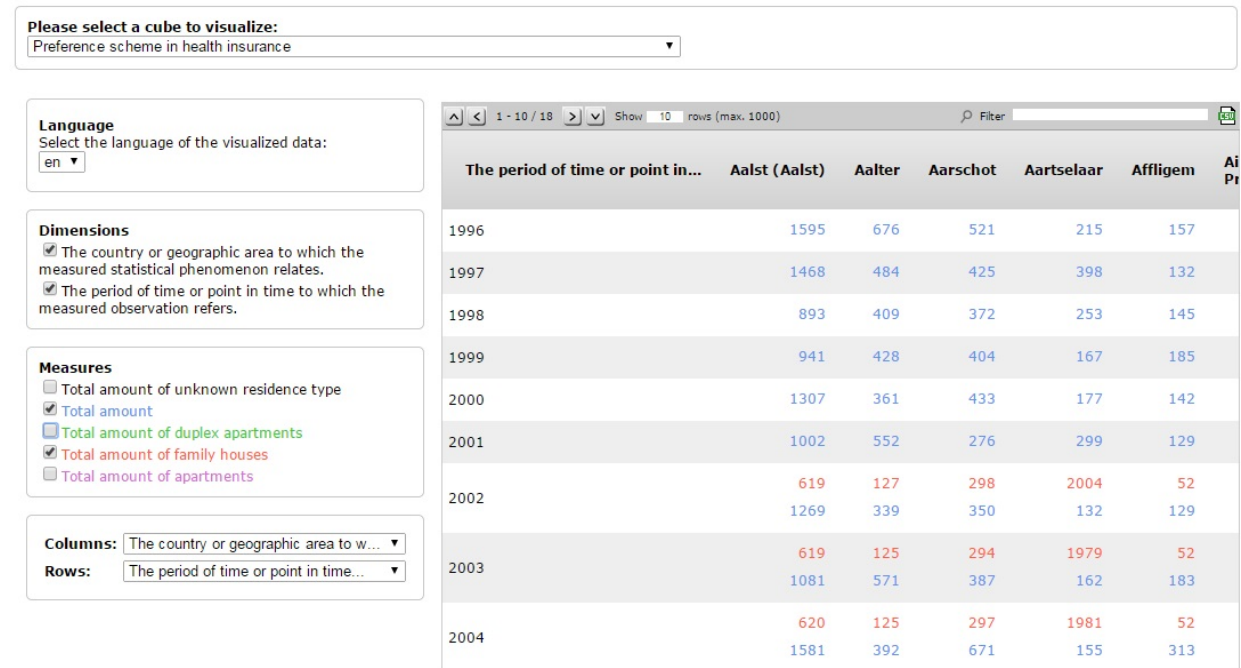 Please select a cube to visualize:
Preference scheme in health insurance
Language
Select the language of the visualized data:
en
Dimensions
The country or geographic area to which the
measured statistical phenomenon relates.
The period of time or point in time to which the
measured observation refers.
Measures
Total amount of unknown residence type
Total amount
Total amount of duplex apartments
Total amount of family houses
Total amount of apartments
Columns: The country or geographic area to w...
Rows: The period of time or point in time...
1 - 10 / 18 Show 10 rows (max. 1000) Filter CSV
The period of time or point in... Aalst (Aalst) Aalter Aarschot Aartselaar Affligem
1996 1595 676 521 215 157
1997 1468 484 425 398 132
1998 893 409 372 253 145
1999 941 428 404 167 185
2000 1307 361 433 177 142
2001 1002 552 276 299 129
2002
619 127 298 2004 52
1269 339 350 132 129
2003
619 125 294 1979 52
1081 571 387 162 183
2004
620 125 297 1981 52
1581 392 671 155 313